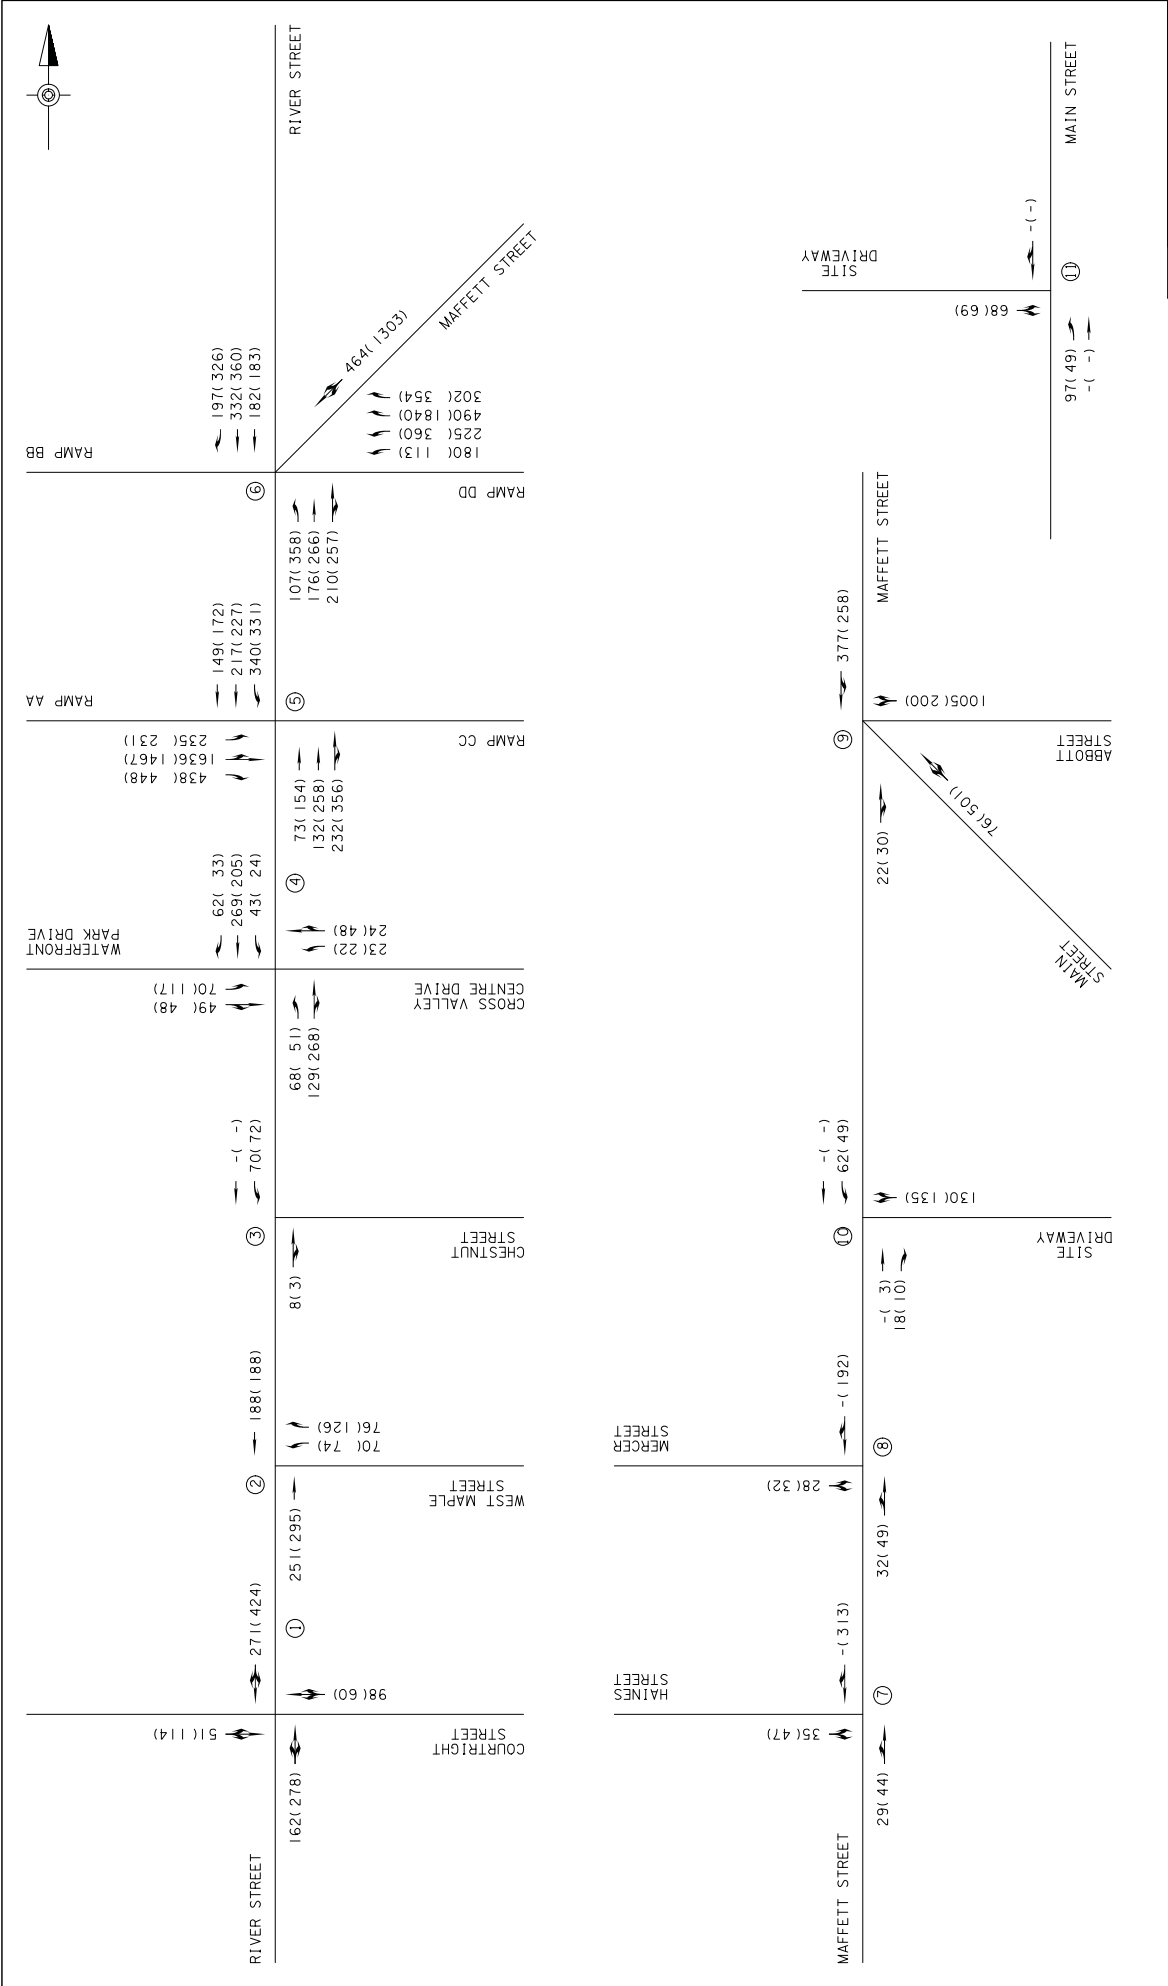 RIVER STREET
RAMP BB
197( 326)
332( 360)
182( 183)
MAFFETT STREET
464( 1303)
302( 354)
490( 1840)
225( 360)
180( 113)
RAMP DD
6
107( 358)
176( 266)
210( 257)
RAMP AA
149( 172)
217( 227)
340( 331)
5
RAMP CC
235( 231)
1636( 1467)
438( 448)
73( 154)
132( 258)
232( 356)
4
WATERFRONT
PARK DRIVE
62( 33)
269( 205)
43( 24)
24( 48)
23( 22)
CROSS VALLEY
CENTRE DRIVE
70( 117)
49( 48)
68( 51)
129( 268)
-( -)
70( 72)
3
CHESTNUT
STREET
8( 3)
188( 188)
76( 126)
70( 74)
2
WEST MAPLE
STREET
251( 295)
271( 424)
1
98( 60)
COURTRIGHT
STREET
51( 114)
162( 278)
RIVER STREET
MAIN STREET
-( -)
SITE
DRIVEWAY
11
68( 69)
97( 49)
-( -)
MAFFETT STREET
377( 258)
1005( 200)
9
ABBOTT
STREET
76( 501)
22( 30)
MAIN
STREET
-( -)
62( 49)
130( 135)
10
SITE
DRIVEWAY
-( 3)
18( 10)
-( 192)
MERCER
STREET
8
28( 32)
32( 49)
-( 313)
HAINES
STREET
7
35( 47)
29( 44)
MAFFETT STREET